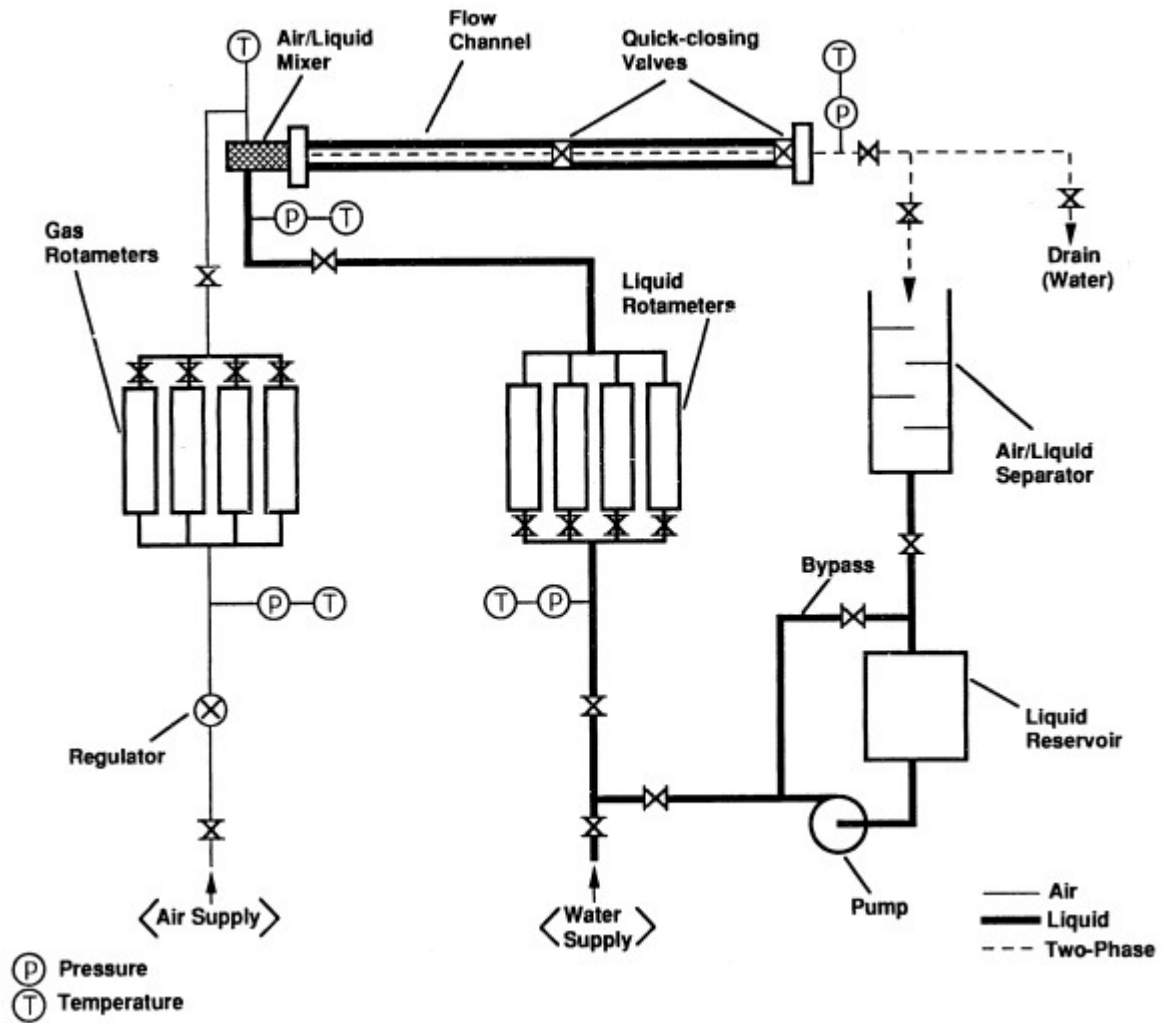 Flow
Channel
Air/Liquid
Mixer
Quick-closing
Valves
T
T
P
P
T
Gas
Rotameters
Liquid
Rotameters
Drain
(Water)
Air/Liquid
Separator
Bypass
P
T
T
P
Regulator
Liquid
Reservoir
Pump
Air Supply
Water
Supply
Air
Liquid
Two-Phase
P Pressure
T Temperature